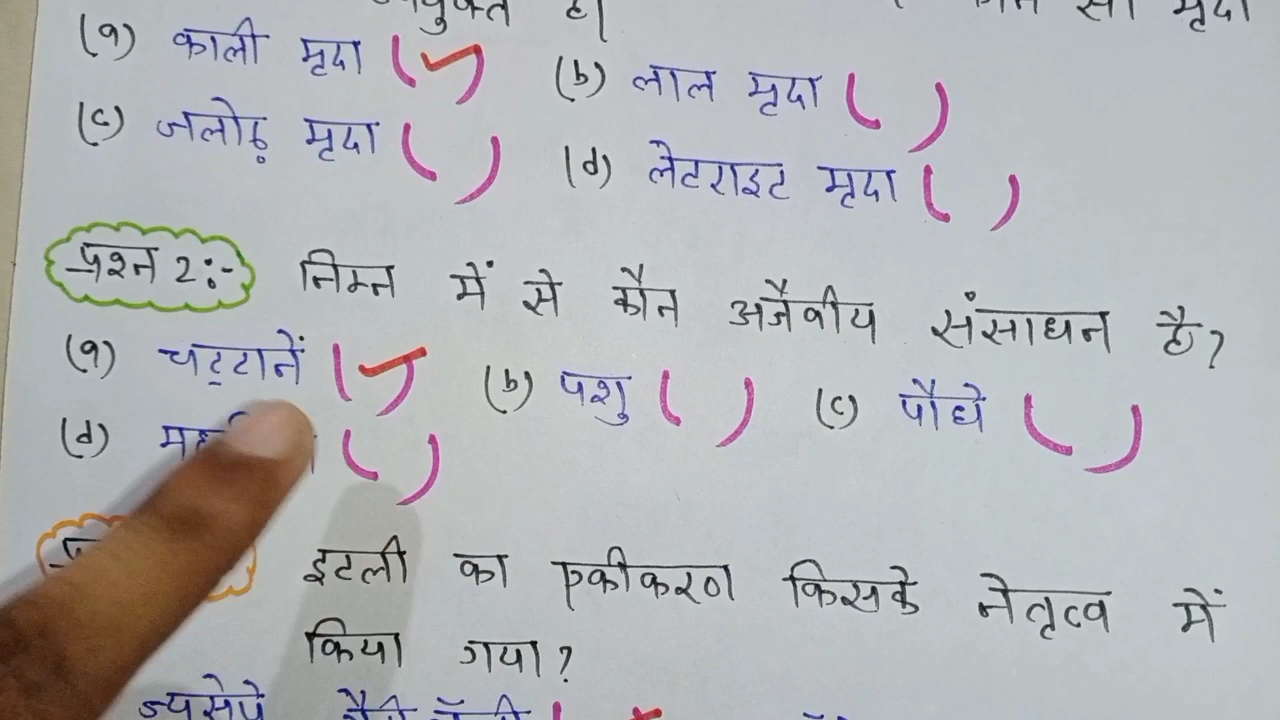 (a) काली मृदा ( ✓ ) (b) लाल मृदा ( )
(c) जलोढ़ मृदा ( ) (d) लेटराइट मृदा ( )
प्रश्न 2:- निम्न में से कौन अजैवीय संसाधन है?
(a) चट्टानें ( ✓ ) (b) पशु ( ) (c) पौधे ( )
(d) ( )
इटली का एकीकरण किसके नेतृत्व में
किया गया?